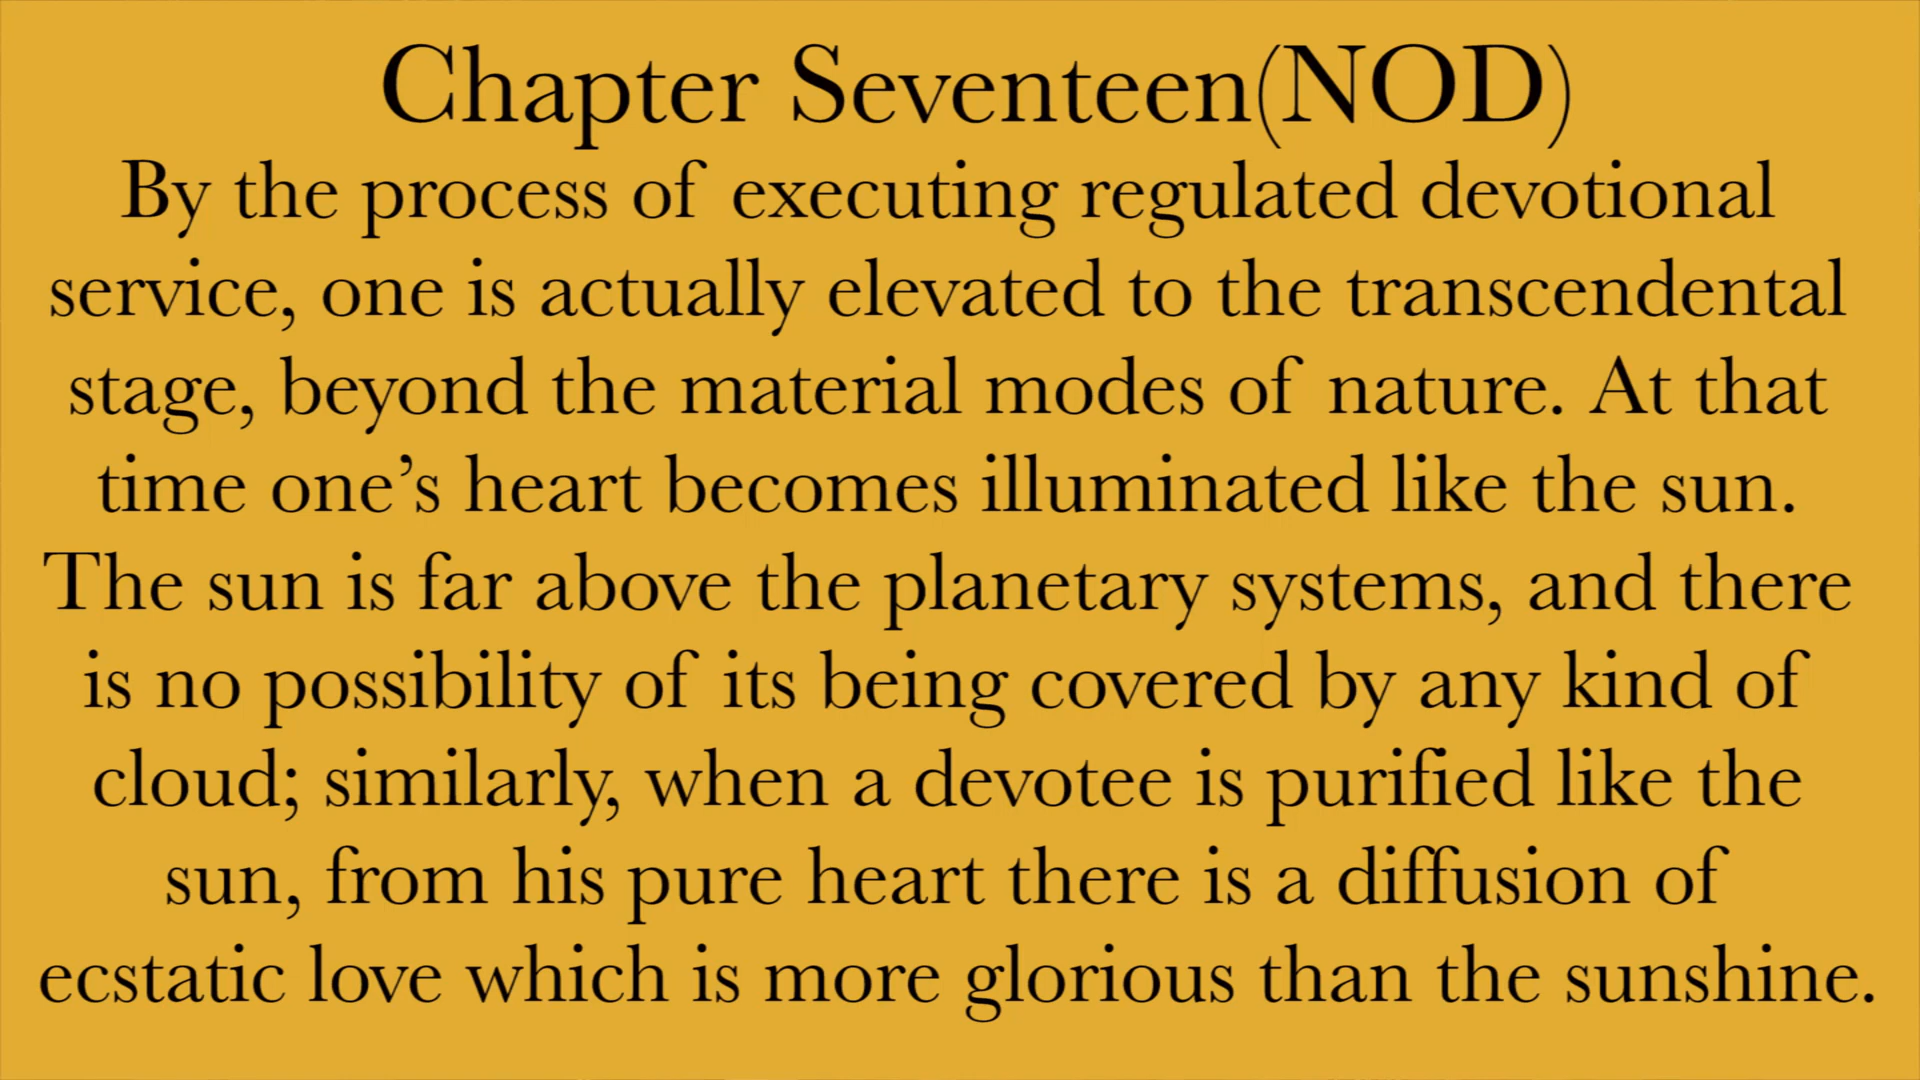 Chapter Seventeen(NOD)
By the process of executing regulated devotional
service, one is actually elevated to the transcendental
stage, beyond the material modes of nature. At that
time one’s heart becomes illuminated like the sun.
The sun is far above the planetary systems, and there
is no possibility of its being covered by any kind of
cloud; similarly, when a devotee is purified like the
sun, from his pure heart there is a diffusion of
ecstatic love which is more glorious than the sunshine.